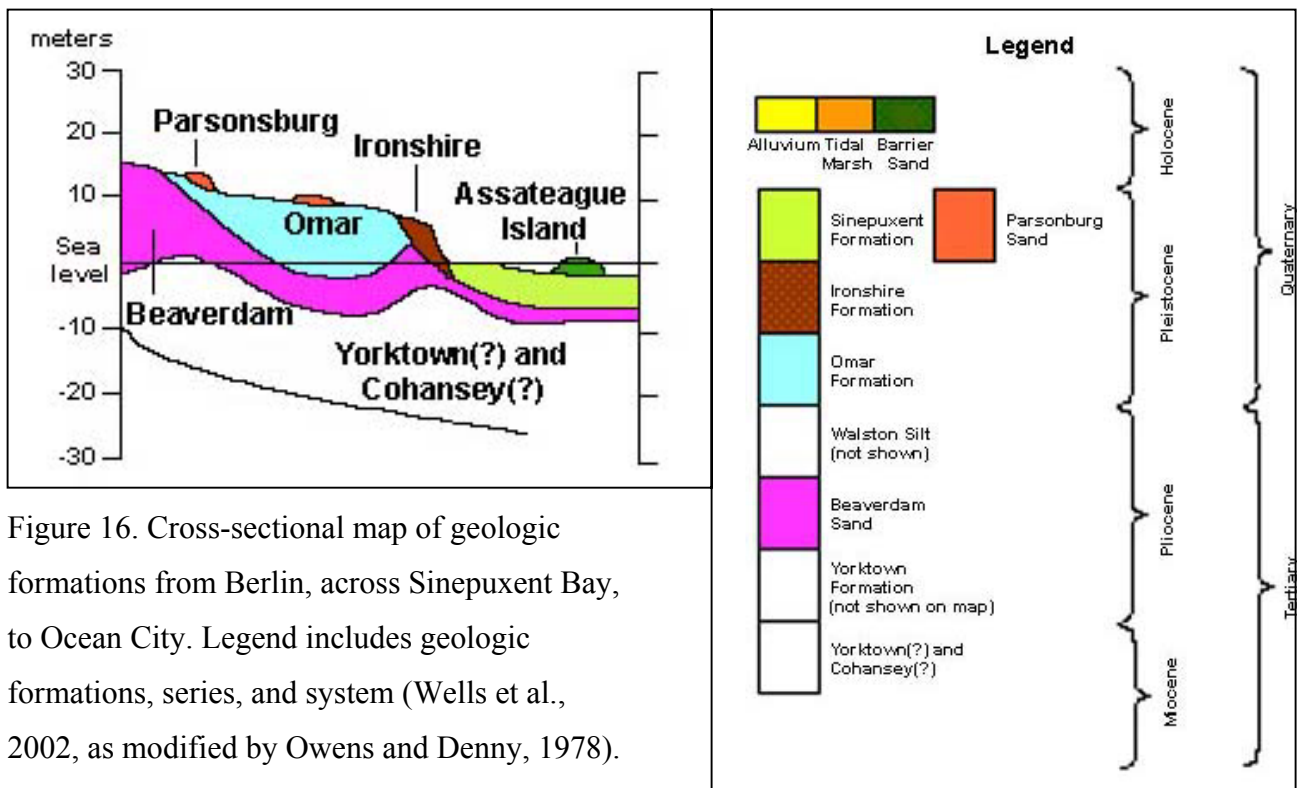 meters
30
20
10
Sea
level
-10
-20
-30
Parsonsburg
Ironshire
Assateague
Island
Omar
Beaverdam
Yorktown(?) and
Cohansey(?)
Legend
Alluvium Tidal Barrier
Marsh Sand
Sinepuxent
Formation
Parsonburg
Sand
Ironshire
Formation
Omar
Formation
Walston Silt
(not shown)
Beaverdam
Sand
Yorktown
Formation
(not shown on map)
Yorktown(?) and
Cohansey(?)
Holocene
Pleistocene
Pliocene
Miocene
Quaternary
Tertiary
Figure 16. Cross-sectional map of geologic
formations from Berlin, across Sinepuxent Bay,
to Ocean City. Legend includes geologic
formations, series, and system (Wells et al.,
2002, as modified by Owens and Denny, 1978).